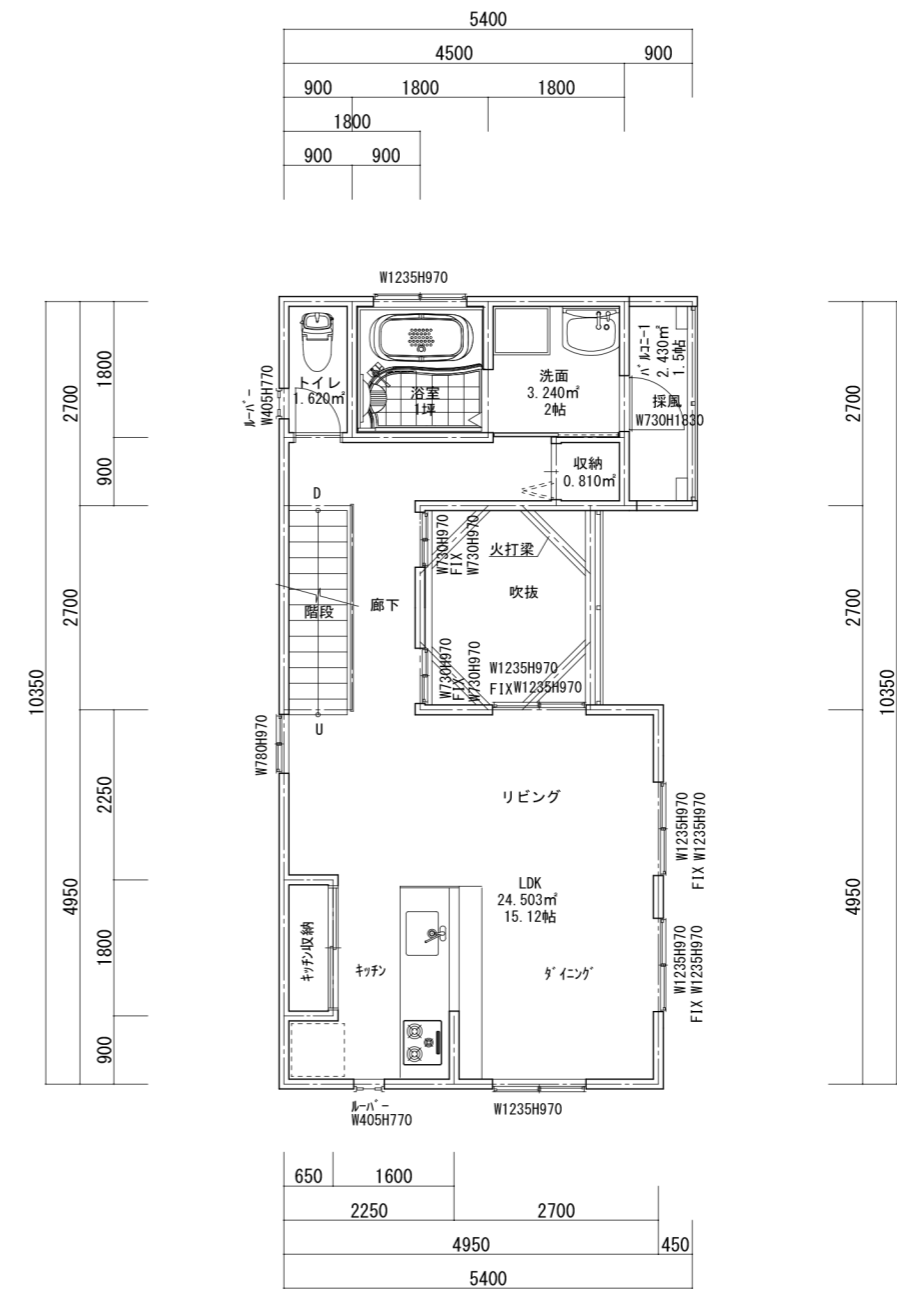 5400
4500
900
900
1800
1800
1800
900
900
W1235H970
トイレ
1.620㎡
ルーバー
W405H770
浴室
1坪
洗面
3.240㎡
2帖
バルコニー1
2.430㎡
1.5帖
採風
W730H1830
収納
0.810㎡
D
階段
U
廊下
W730H970
FIX
W730H970
火打梁
吹抜
W730H970
FIX
W730H970
W1235H970
FIXW1235H970
W780H970
リビング
LDK
24.503㎡
15.12帖
W1235H970
FIX W1235H970
W1235H970
FIX W1235H970
キッチン収納
キッチン
ダイニング
ルーバー
W405H770
W1235H970
10350
2700
2700
4950
1800
900
2250
1800
900
2700
2700
4950
10350
650
1600
2250
2700
4950
450
5400